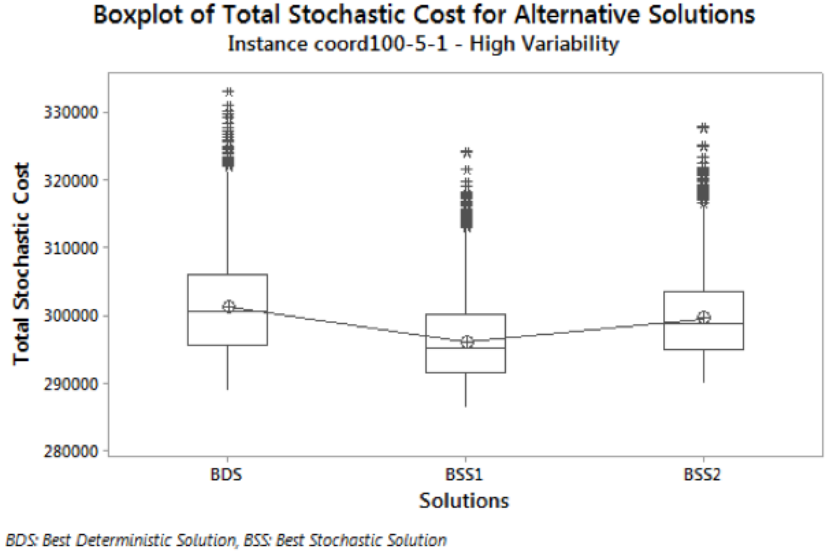 Boxplot of Total Stochastic Cost for Alternative Solutions
Instance coord100-5-1 - High Variability
Total Stochastic Cost
330000
320000
310000
300000
290000
280000
BDS BSS1 BSS2
Solutions
BDS: Best Deterministic Solution, BSS: Best Stochastic Solution